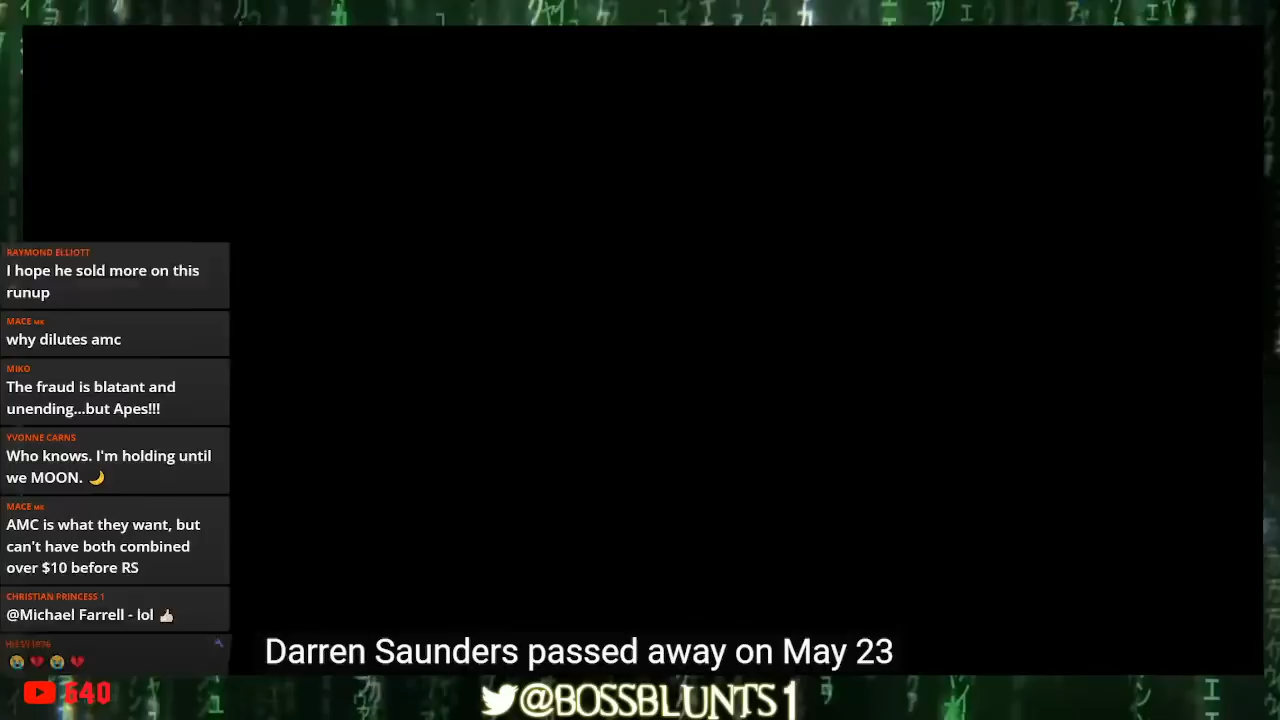 RAYMOND ELLIOTT
I hope he sold more on this
runup
MACE MK
why dilutes amc
MIKO
The fraud is blatant and
unending...but Apes!!!
YVONNE CARNS
Who knows. I'm holding until
we MOON. 🌙
MACE MK
AMC is what they want, but
can't have both combined
over $10 before RS
CHRISTIAN PRINCESS 1
@Michael Farrell - lol 👍🏻
😭 💔 😭 💔
640
Darren Saunders passed away on May 23
@BOSSBLUNTS1